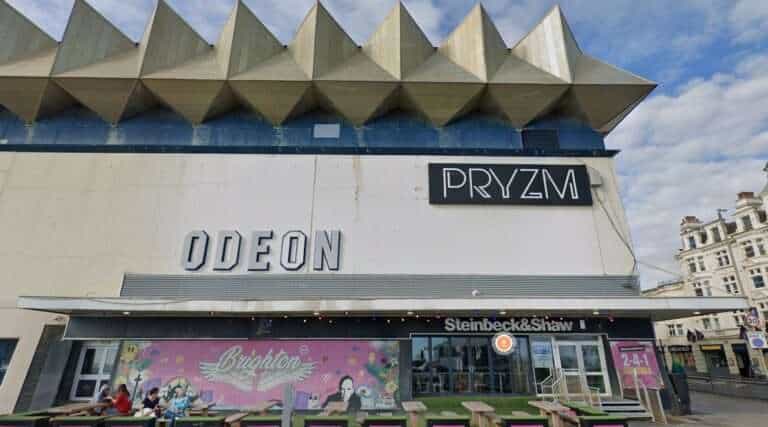 PRYZM
ODEON
Steinbeck&Shaw
Brighton
2-4-1